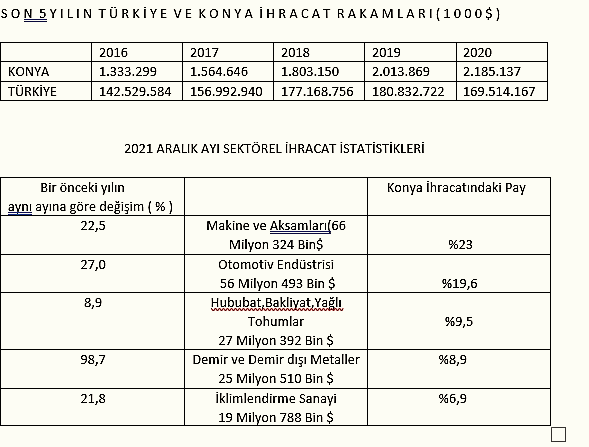 SON 5 YILIN TÜRKİYE VE KONYA İHRACAT RAKAMLARI(1000$)
2016 2017 2018 2019 2020
KONYA 1.333.299 1.564.646 1.803.150 2.013.869 2.185.137
TÜRKİYE 142.529.584 156.992.940 177.168.756 180.832.722 169.514.167
2021 ARALIK AYI SEKTÖREL İHRACAT İSTATİSTİKLERİ
Bir önceki yılın Konya İhracatındaki Pay
aynı ayına göre değişim ( % )
22,5 Makine ve Aksamları(66
Milyon 324 Bin$ %23
27,0 Otomotiv Endüstrisi
56 Milyon 493 Bin $ %19,6
8,9 Hububat,Bakliyat,Yağlı
Tohumlar %9,5
27 Milyon 392 Bin $
98,7 Demir ve Demir dışı Metaller %8,9
25 Milyon 510 Bin $
21,8 İklimlendirme Sanayi %6,9
19 Milyon 788 Bin $